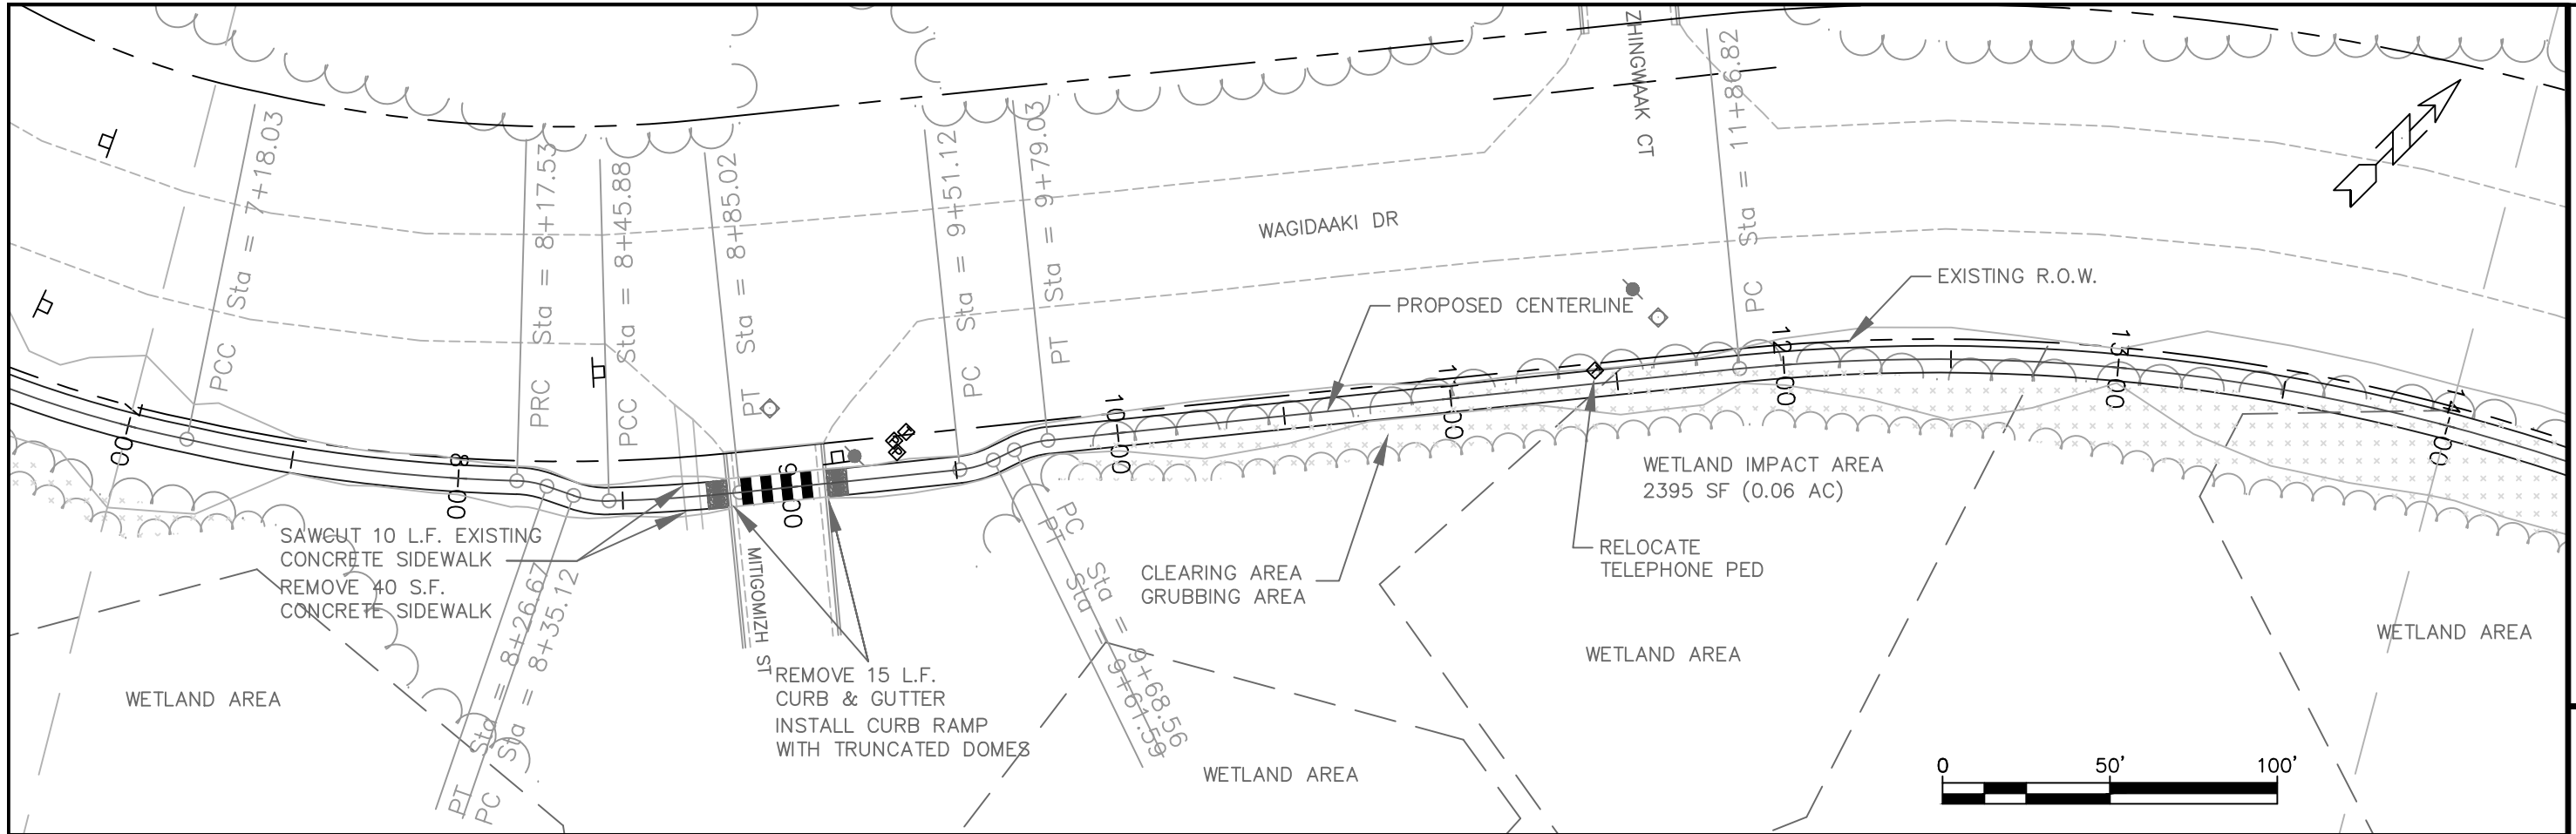 ZHINGWAAK CT
PCC Sta = 7+18.03
PRC Sta = 8+17.53
PCC Sta = 8+45.88
PT Sta = 8+85.02
PC Sta = 9+51.12
PT Sta = 9+79.03
PC Sta = 11+86.82
WAGIDAAKI DR
EXISTING R.O.W.
PROPOSED CENTERLINE
7+00
8+00
9+00
10+00
11+00
12+00
13+00
14+00
WETLAND IMPACT AREA
2395 SF (0.06 AC)
SAWCUT 10 L.F. EXISTING
CONCRETE SIDEWALK
REMOVE 40 S.F.
CONCRETE SIDEWALK
MITIGOMIZH ST
RELOCATE
TELEPHONE PED
CLEARING AREA
GRUBBING AREA
PT Sta = 8+26.67
PC Sta = 8+35.12
PC Sta = 9+68.56
PT Sta = 9+61.59
REMOVE 15 L.F.
CURB & GUTTER
INSTALL CURB RAMP
WITH TRUNCATED DOMES
WETLAND AREA
WETLAND AREA
WETLAND AREA
WETLAND AREA
0 50' 100'